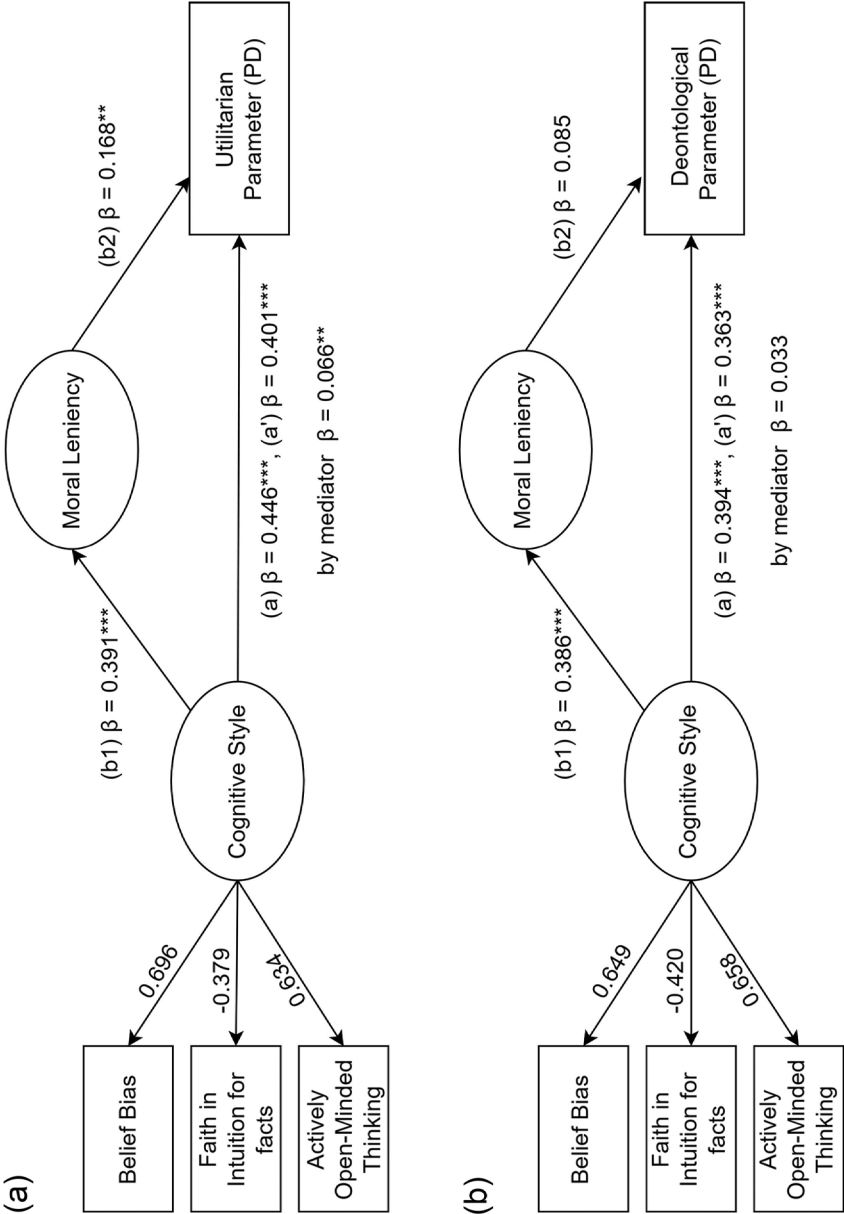 (a)
Belief Bias
Faith in
Intuition for
facts
Actively
Open-Minded
Thinking
0.696
-0.379
0.634
Cognitive Style
(b1) β = 0.391***
Moral Leniency
(b2) β = 0.168**
(a) β = 0.446***, (a') β = 0.401***
by mediator β = 0.066**
Utilitarian
Parameter (PD)
(b)
Belief Bias
Faith in
Intuition for
facts
Actively
Open-Minded
Thinking
0.649
-0.420
0.658
Cognitive Style
(b1) β = 0.386***
Moral Leniency
(b2) β = 0.085
(a) β = 0.394***, (a') β = 0.363***
by mediator β = 0.033
Deontological
Parameter (PD)